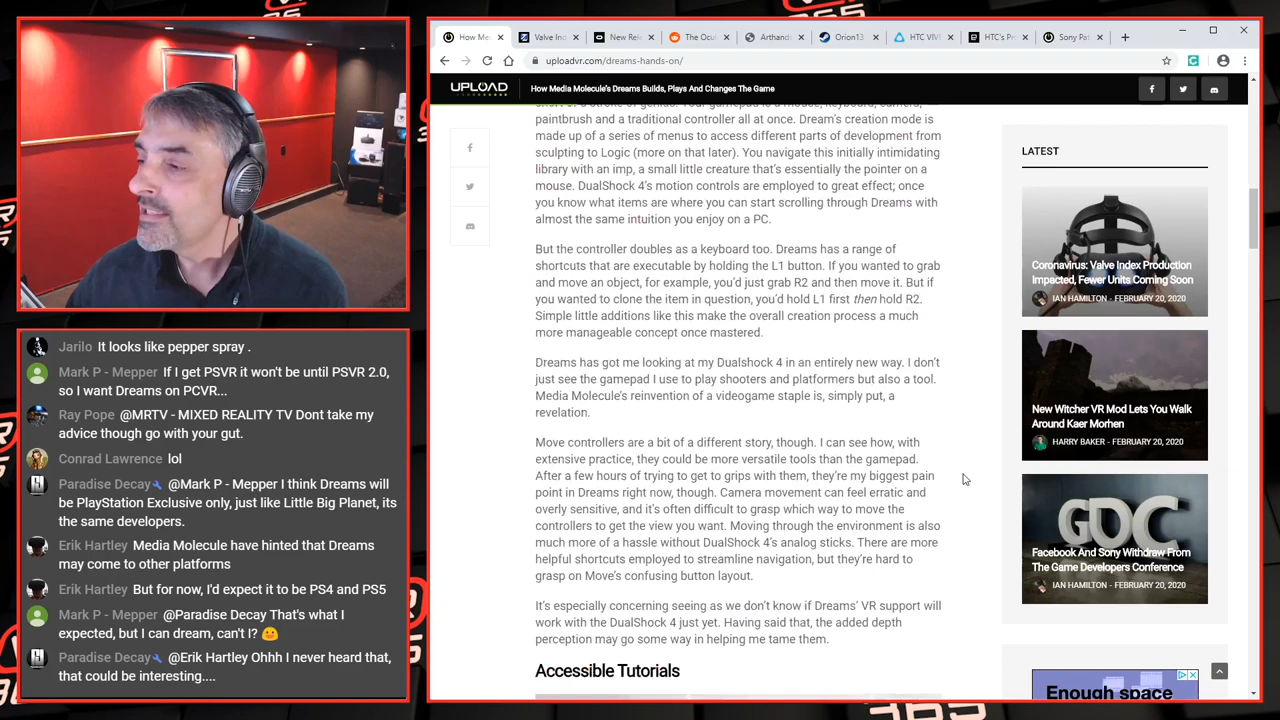 How Me
Valve Ind
New Rele
The Ocul
Arthands
Orion13
HTC VIVE
HTC's Pr
Sony Pat
uploadvr.com/dreams-hands-on/
UPLOAD
How Media Molecule's Dreams Builds, Plays And Changes The Game
short of a stroke of genius. Your gamepad is a mouse, keyboard, camera,
paintbrush and a traditional controller all at once. Dream's creation mode is
made up of a series of menus to access different parts of development from
sculpting to Logic (more on that later). You navigate this initially intimidating
library with an imp, a small little creature that's essentially the pointer on a
mouse. DualShock 4's motion controls are employed to great effect; once
you know what items are where you can start scrolling through Dreams with
almost the same intuition you enjoy on a PC.
But the controller doubles as a keyboard too. Dreams has a range of
shortcuts that are executable by holding the L1 button. If you wanted to grab
and move an object, for example, you'd just grab R2 and then move it. But if
you wanted to clone the item in question, you'd hold L1 first then hold R2.
Simple little additions like this make the overall creation process a much
more manageable concept once mastered.
Dreams has got me looking at my Dualshock 4 in an entirely new way. I don't
just see the gamepad I use to play shooters and platformers but also a tool.
Media Molecule's reinvention of a videogame staple is, simply put, a
revelation.
Move controllers are a bit of a different story, though. I can see how, with
extensive practice, they could be more versatile tools than the gamepad.
After a few hours of trying to get to grips with them, they're my biggest pain
point in Dreams right now, though. Camera movement can feel erratic and
overly sensitive, and it's often difficult to grasp which way to move the
controllers to get the view you want. Moving through the environment is also
much more of a hassle without DualShock 4's analog sticks. There are more
helpful shortcuts employed to streamline navigation, but they're hard to
grasp on Move's confusing button layout.
It's especially concerning seeing as we don't know if Dreams' VR support will
work with the DualShock 4 just yet. Having said that, the added depth
perception may go some way in helping me tame them.
Accessible Tutorials
LATEST
Coronavirus: Valve Index Production
Impacted, Fewer Units Coming Soon
IAN HAMILTON - FEBRUARY 20, 2020
New Witcher VR Mod Lets You Walk
Around Kaer Morhen
HARRY BAKER - FEBRUARY 20, 2020
GDC
Facebook And Sony Withdraw From
The Game Developers Conference
IAN HAMILTON - FEBRUARY 20, 2020
Enough space
Jarilo It looks like pepper spray .
Mark P - Mepper If I get PSVR it won't be until PSVR 2.0,
so I want Dreams on PCVR...
Ray Pope @MRTV - MIXED REALITY TV Dont take my
advice though go with your gut.
Conrad Lawrence lol
Paradise Decay @Mark P - Mepper I think Dreams will
be PlayStation Exclusive only, just like Little Big Planet, its
the same developers.
Erik Hartley Media Molecule have hinted that Dreams
may come to other platforms
Erik Hartley But for now, I'd expect it to be PS4 and PS5
Mark P - Mepper @Paradise Decay That's what I
expected, but I can dream, can't I?
Paradise Decay @Erik Hartley Ohhh I never heard that,
that could be interesting....